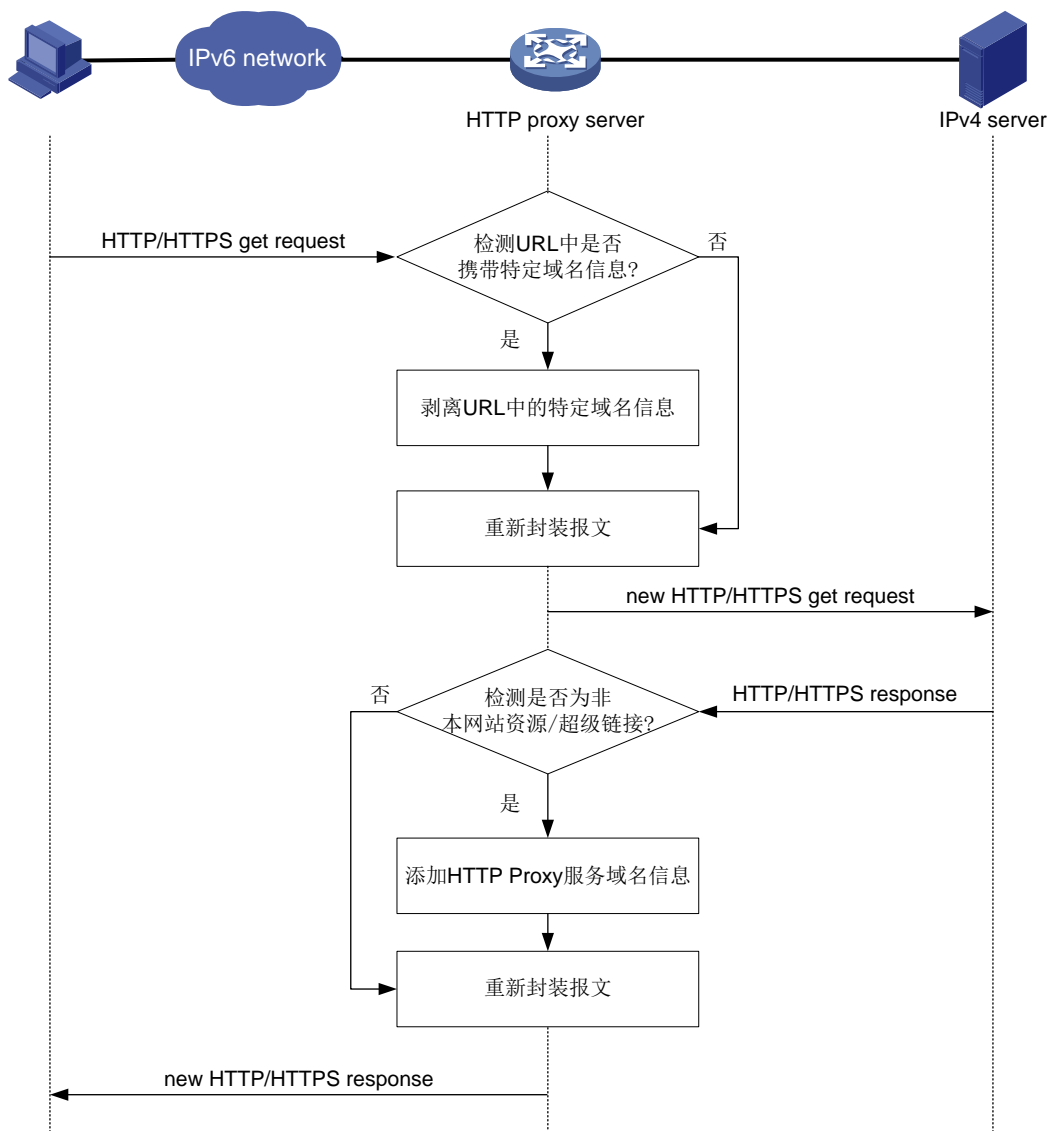 IPv6 network
HTTP proxy server
IPv4 server
HTTP/HTTPS get request
检测URL中是否
携带特定域名信息?
否
是
剥离URL中的特定域名信息
重新封装报文
new HTTP/HTTPS get request
否
检测是否为非
本网站资源/超级链接?
HTTP/HTTPS response
是
添加HTTP Proxy服务域名信息
重新封装报文
new HTTP/HTTPS response